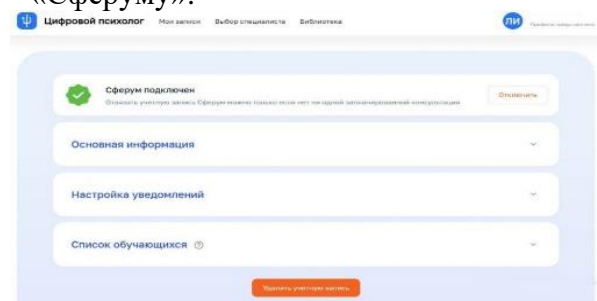 «Сферуму».
Цифровой психолог Мои записи Выбор специалиста Библиотека ЛИ
Сферум подключен
Отвязать учетную запись Сферум можно только если нет ни одной запланированной консультации
Отключить
Основная информация
Настройка уведомлений
Список обучающихся
Удалить учетную запись